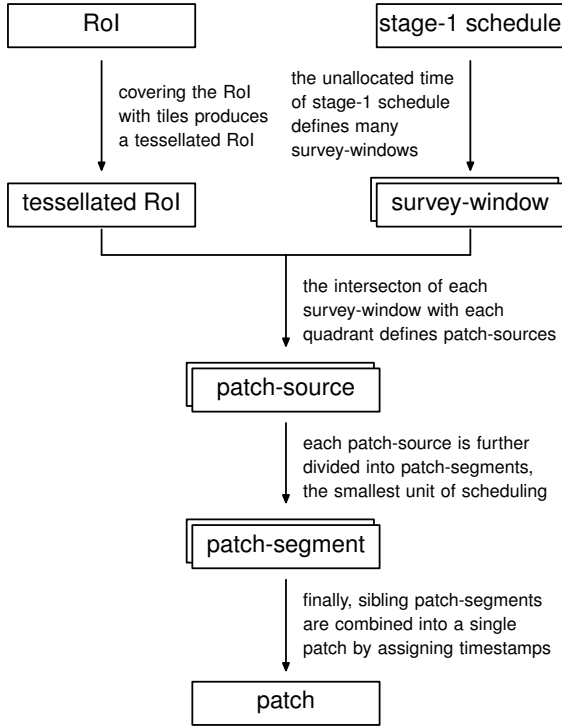 RoI
stage-1 schedule
covering the RoI
with tiles produces
a tessellated RoI
the unallocated time
of stage-1 schedule
defines many
survey-windows
tessellated RoI
survey-window
the intersecton of each
survey-window with each
quadrant defines patch-sources
patch-source
each patch-source is further
divided into patch-segments,
the smallest unit of scheduling
patch-segment
finally, sibling patch-segments
are combined into a single
patch by assigning timestamps
patch